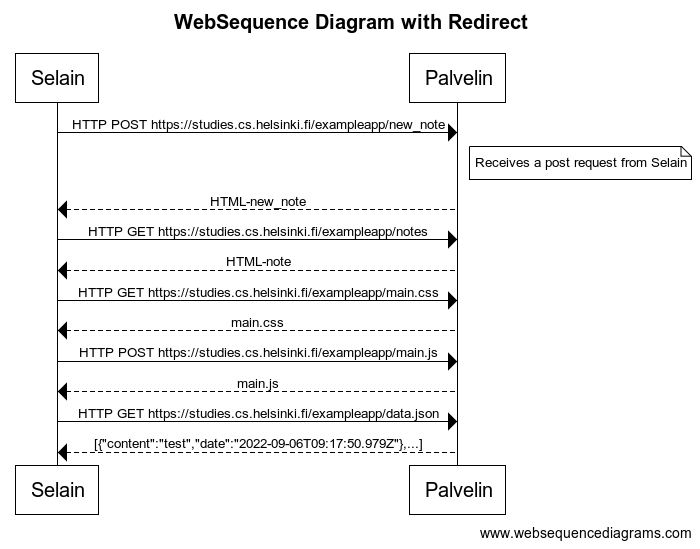 WebSequence Diagram with Redirect
Selain
Palvelin
HTTP POST https://studies.cs.helsinki.fi/exampleapp/new_note
Receives a post request from Selain
HTML-new_note
HTTP GET https://studies.cs.helsinki.fi/exampleapp/notes
HTML-note
HTTP GET https://studies.cs.helsinki.fi/exampleapp/main.css
main.css
HTTP POST https://studies.cs.helsinki.fi/exampleapp/main.js
main.js
HTTP GET https://studies.cs.helsinki.fi/exampleapp/data.json
[{"content":"test","date":"2022-09-06T09:17:50.979Z"},...]
Selain
Palvelin
www.websequencediagrams.com